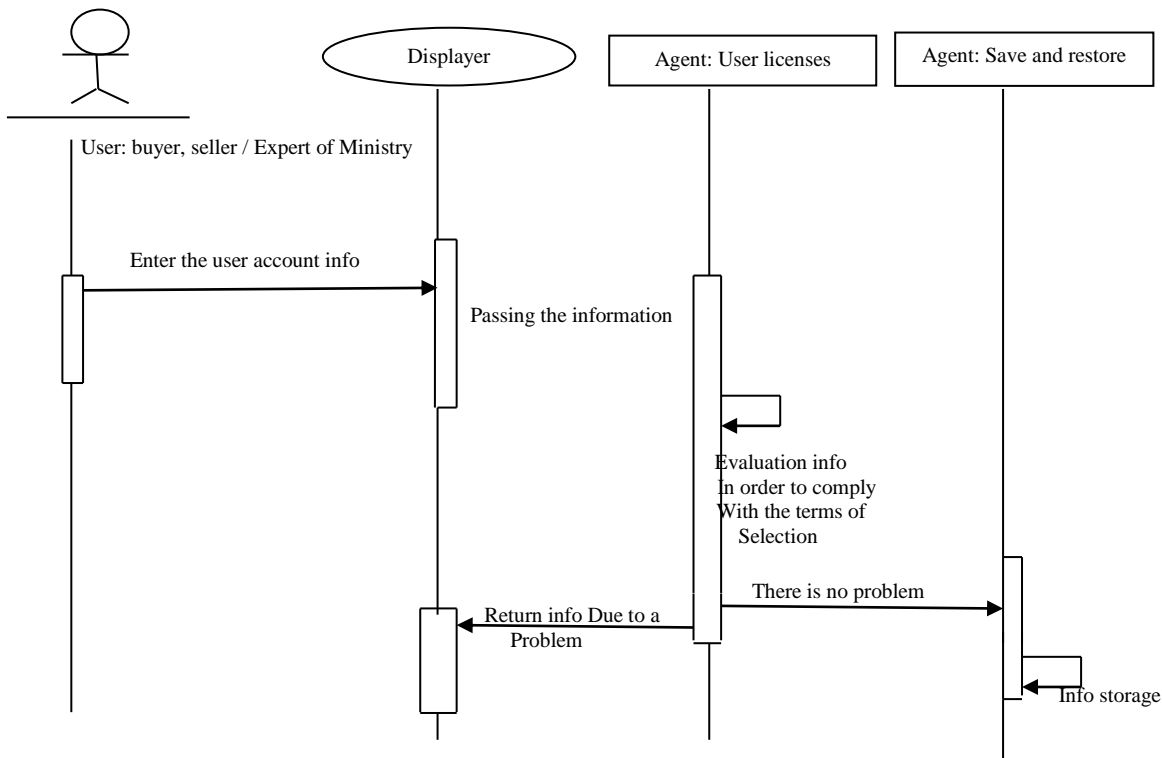 Displayer
Agent: User licenses
Agent: Save and restore
User: buyer, seller / Expert of Ministry
Enter the user account info
Passing the information
Evaluation info
In order to comply
With the terms of
Selection
There is no problem
Return info Due to a
Problem
Info storage